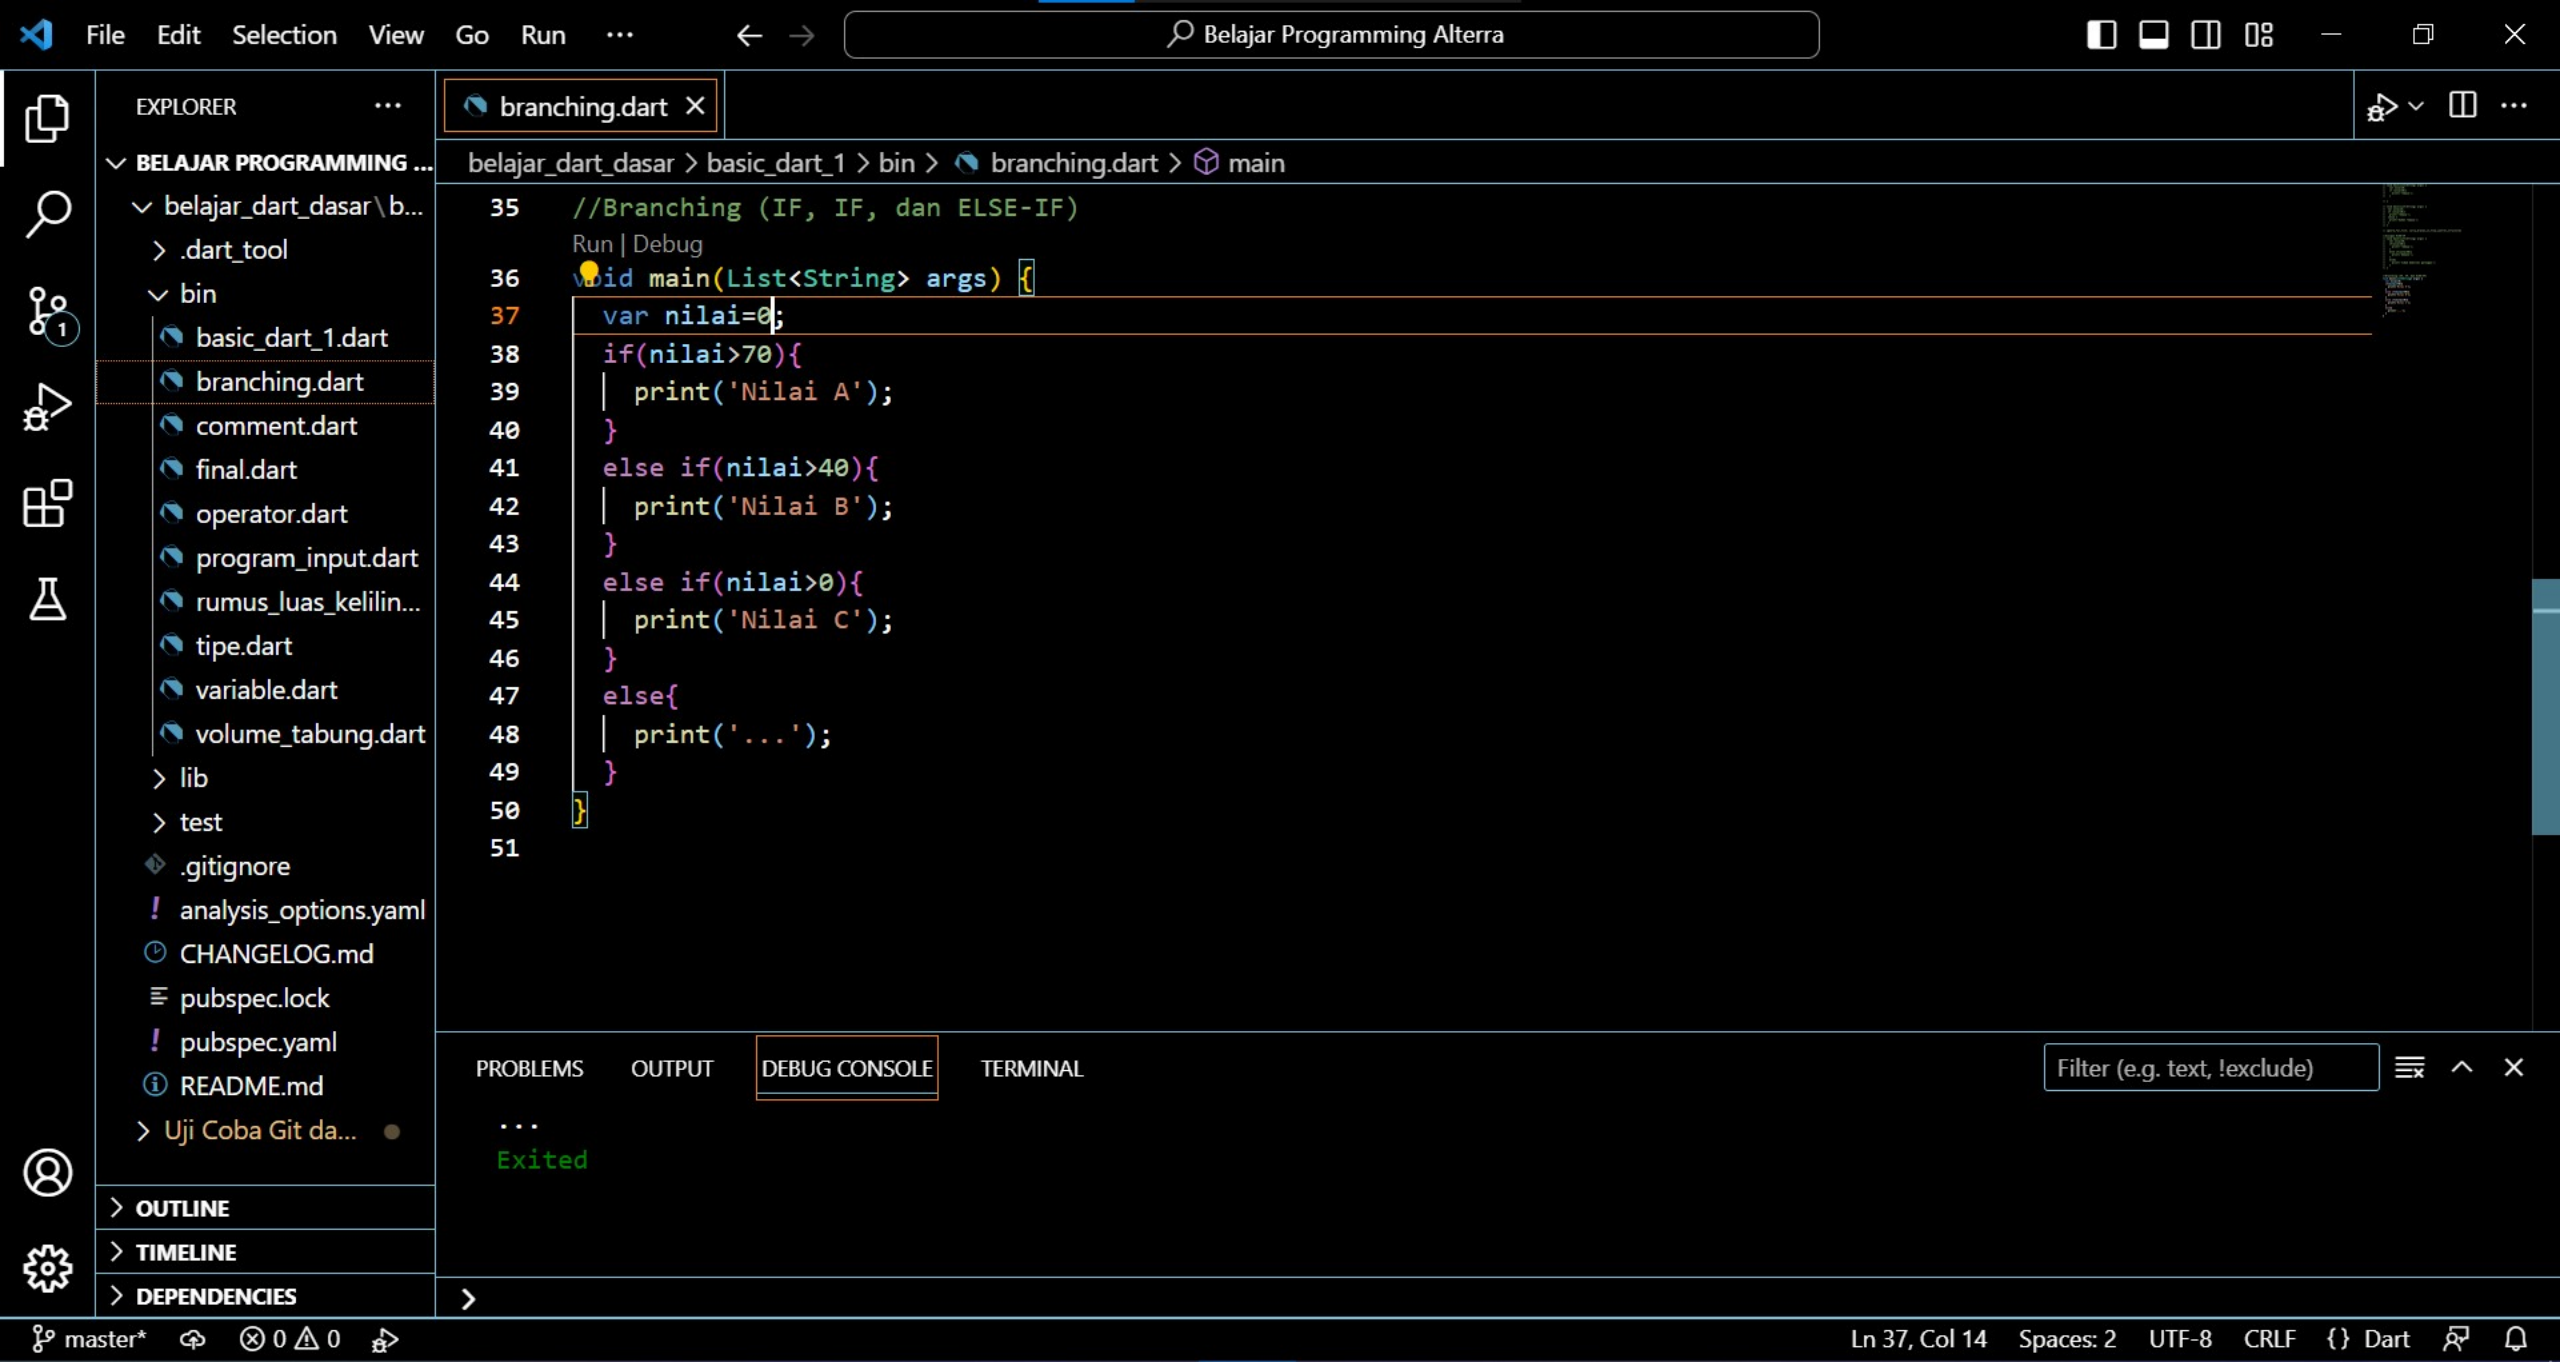 File Edit Selection View Go Run ···
Belajar Programming Alterra
EXPLORER ···
BELAJAR PROGRAMMING ...
belajar_dart_dasar\b...
.dart_tool
bin
basic_dart_1.dart
branching.dart
comment.dart
final.dart
operator.dart
program_input.dart
rumus_luas_kelilin...
tipe.dart
variable.dart
volume_tabung.dart
lib
test
.gitignore
analysis_options.yaml
CHANGELOG.md
pubspec.lock
pubspec.yaml
README.md
Uji Coba Git da...
OUTLINE
TIMELINE
DEPENDENCIES
1
branching.dart
belajar_dart_dasar > basic_dart_1 > bin > branching.dart > main
35 //Branching (IF, IF, dan ELSE-IF)
Run | Debug
36 void main(List<String> args) {
37 var nilai=0;
38 if(nilai>70){
39 print('Nilai A');
40 }
41 else if(nilai>40){
42 print('Nilai B');
43 }
44 else if(nilai>0){
45 print('Nilai C');
46 }
47 else{
48 print('...');
49 }
50 }
51
PROBLEMS OUTPUT DEBUG CONSOLE TERMINAL
Filter (e.g. text, !exclude)
...
Exited
>
master* 0 0
Ln 37, Col 14 Spaces: 2 UTF-8 CRLF {} Dart